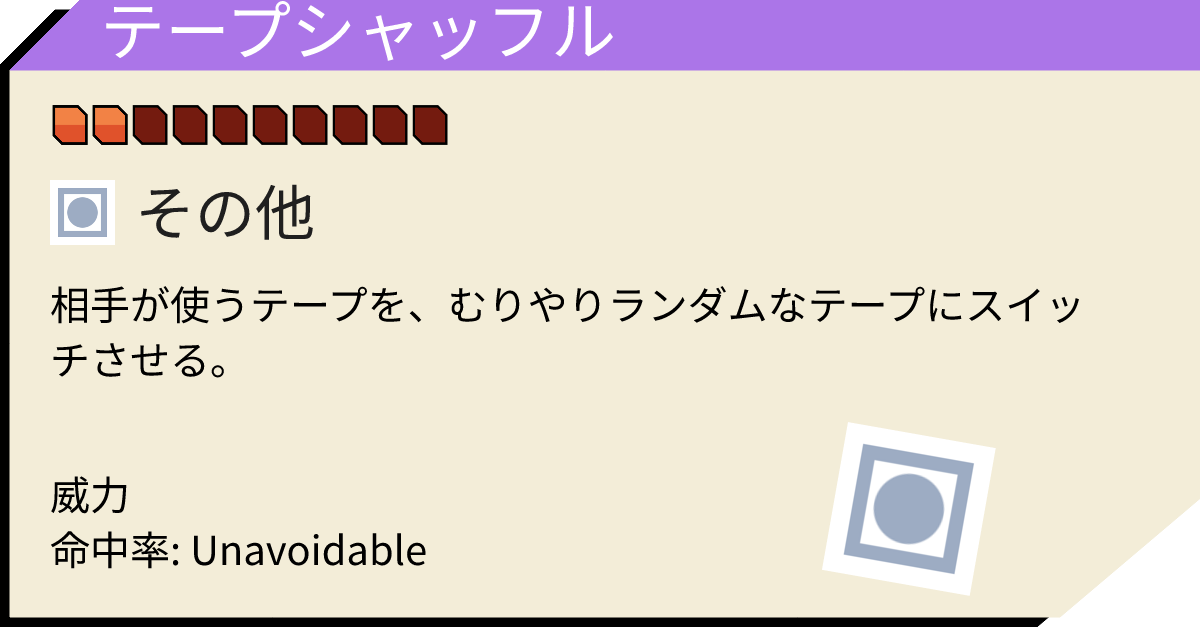 テープシャッフル
その他
相手が使うテープを、むりやりランダムなテープにスイッ
チさせる。
威力
命中率: Unavoidable